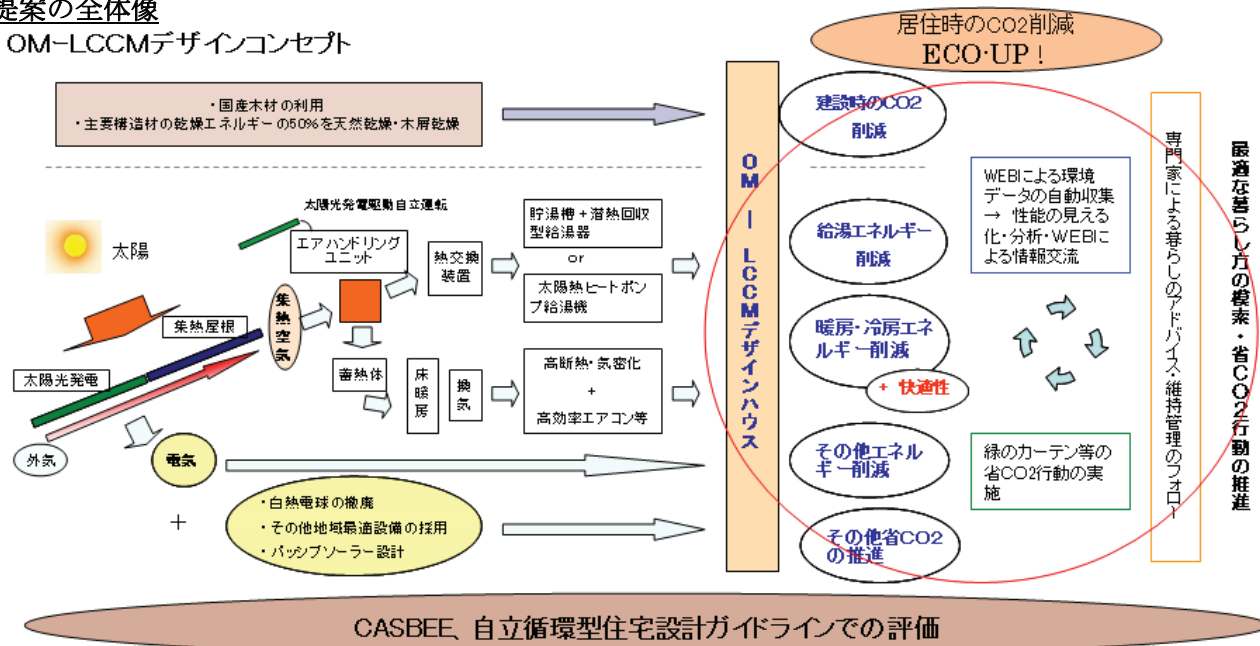 提案の全体像
OM-LCCMデザインコンセプト
居住時のCO2削減
ECO·UP！
・国産木材の利用
・主要構造材の乾燥エネルギーの50%を天然乾燥・木屑乾燥
太陽
太陽光発電駆動自立運転
エアハンドリング
ユニット
熱交換
装置
貯湯槽＋潜熱回収
型給湯器
or
太陽熱ヒートポン
プ給湯機
集熱空気
集熱屋根
太陽光発電
外気
蓄熱体
床暖房
換気
高断熱・気密化
+
高効率エアコン等
電気
+
・白熱電球の撤廃
・その他地域最適設備の採用
・パッシブソーラー設計
OM－LCCMデザインハウス
建設時のCO2
削減
給湯エネルギー
削減
暖房・冷房エネ
ルギー削減
+ 快適性
その他エネル
ギー削減
その他省CO2
の推進
WEBIによる環境
データの自動収集
→ 性能の見える
化・分析・WEBIに
よる情報交流
緑のカーテン等の
省CO2行動の実
施
専門家による暮らしのアドバイス・維持管理のフォロー
最適な暮らし方の模索・省CO2行動の推進
CASBEE、自立循環型住宅設計ガイドラインでの評価